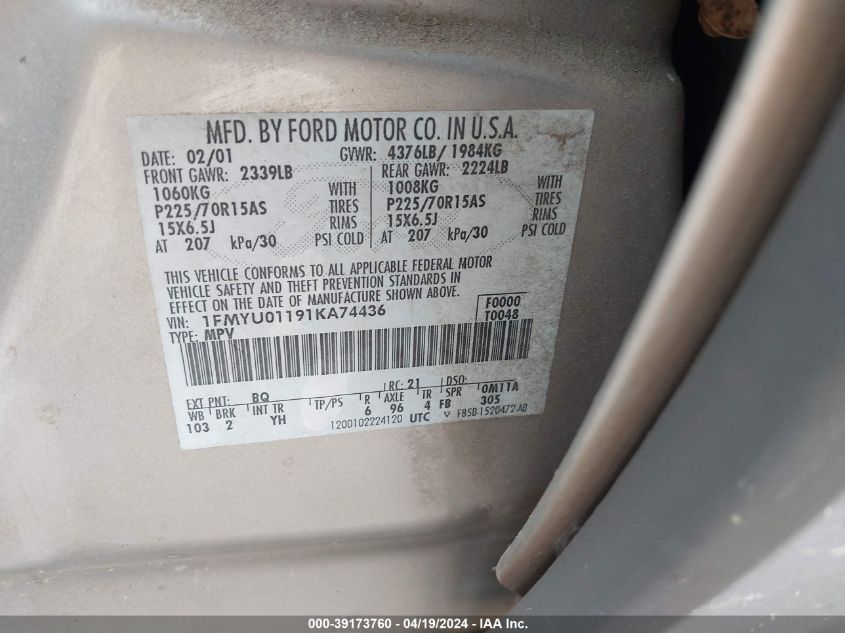 MFD. BY FORD MOTOR CO. IN U.S.A.
DATE: 02/01 GVWR: 4376LB/ 1984KG
FRONT GAWR: 2339LB REAR GAWR: 2224LB
1060KG WITH 1008KG WITH
P225/70R15AS TIRES P225/70R15AS TIRES
15X6.5J RIMS 15X6.5J RIMS
AT 207 kPa/30 PSI COLD AT 207 kPa/30 PSI COLD
THIS VEHICLE CONFORMS TO ALL APPLICABLE FEDERAL MOTOR
VEHICLE SAFETY AND THEFT PREVENTION STANDARDS IN
EFFECT ON THE DATE OF MANUFACTURE SHOWN ABOVE.
VIN: 1FMYU01191KA74436 F0000
TYPE: MPV T0048
EXT PNT: BQ RC: 21 DSO:
WB BRK INT TR TP/PS R AXLE TR SPR 0M11A
103 2 YH 6 96 4 FB 305
1200102224120 UTC F85B-1520472-AB
000-39173760 - 04/19/2024 - IAA Inc.